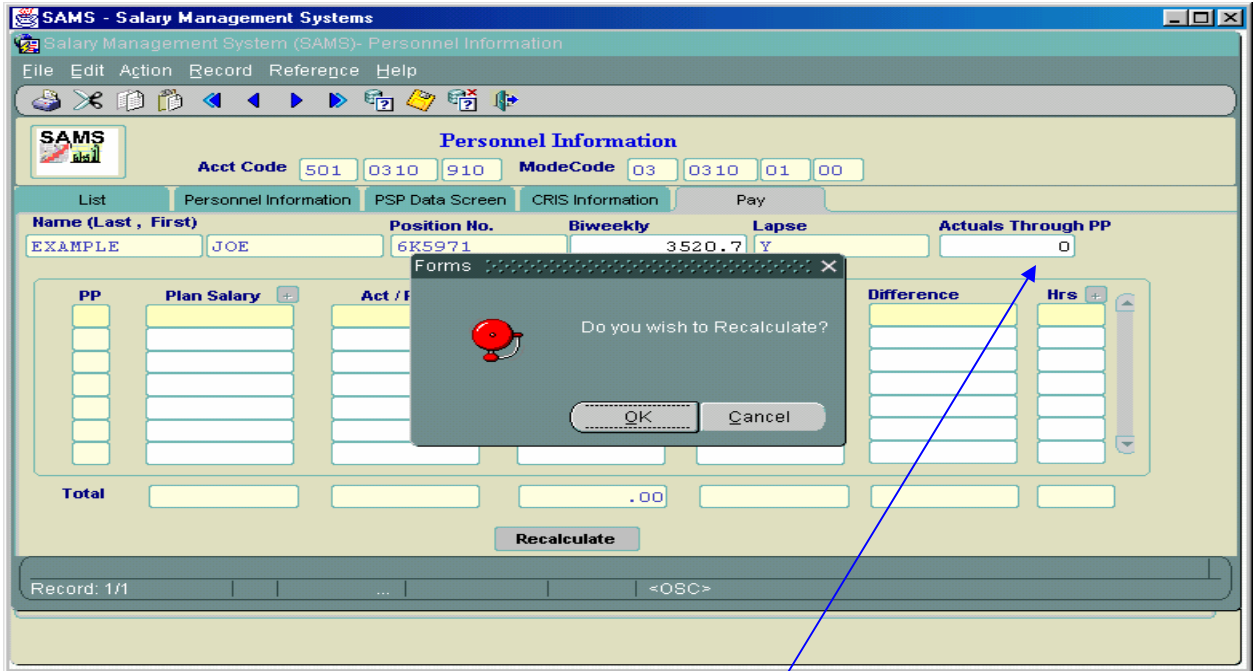 SAMS - Salary Management Systems
Salary Management System (SAMS)- Personnel Information
File Edit Action Record Reference Help
SAMS
Personnel Information
Acct Code 501 0310 910 ModeCode 03 0310 01 00
List Personnel Information PSP Data Screen CRIS Information Pay
Name (Last , First) Position No. Biweekly Lapse Actuals Through PP
EXAMPLE JOE 6K5971 3520.7 Y 0
Forms
PP Plan Salary + Act / Difference Hrs +
Do you wish to Recalculate?
OK Cancel
Total .00
Recalculate
Record: 1/1 ... <OSC>